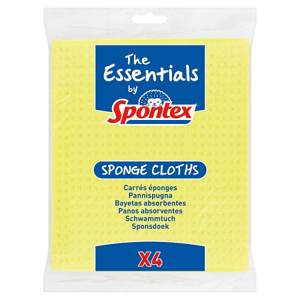 The
Essentials
by
Spontex
SPONGE CLOTHS
Carrés éponges
Pannispugna
Bayetas absorbentes
Panos absorventes
Schwammtuch
Sponsdoek
X4